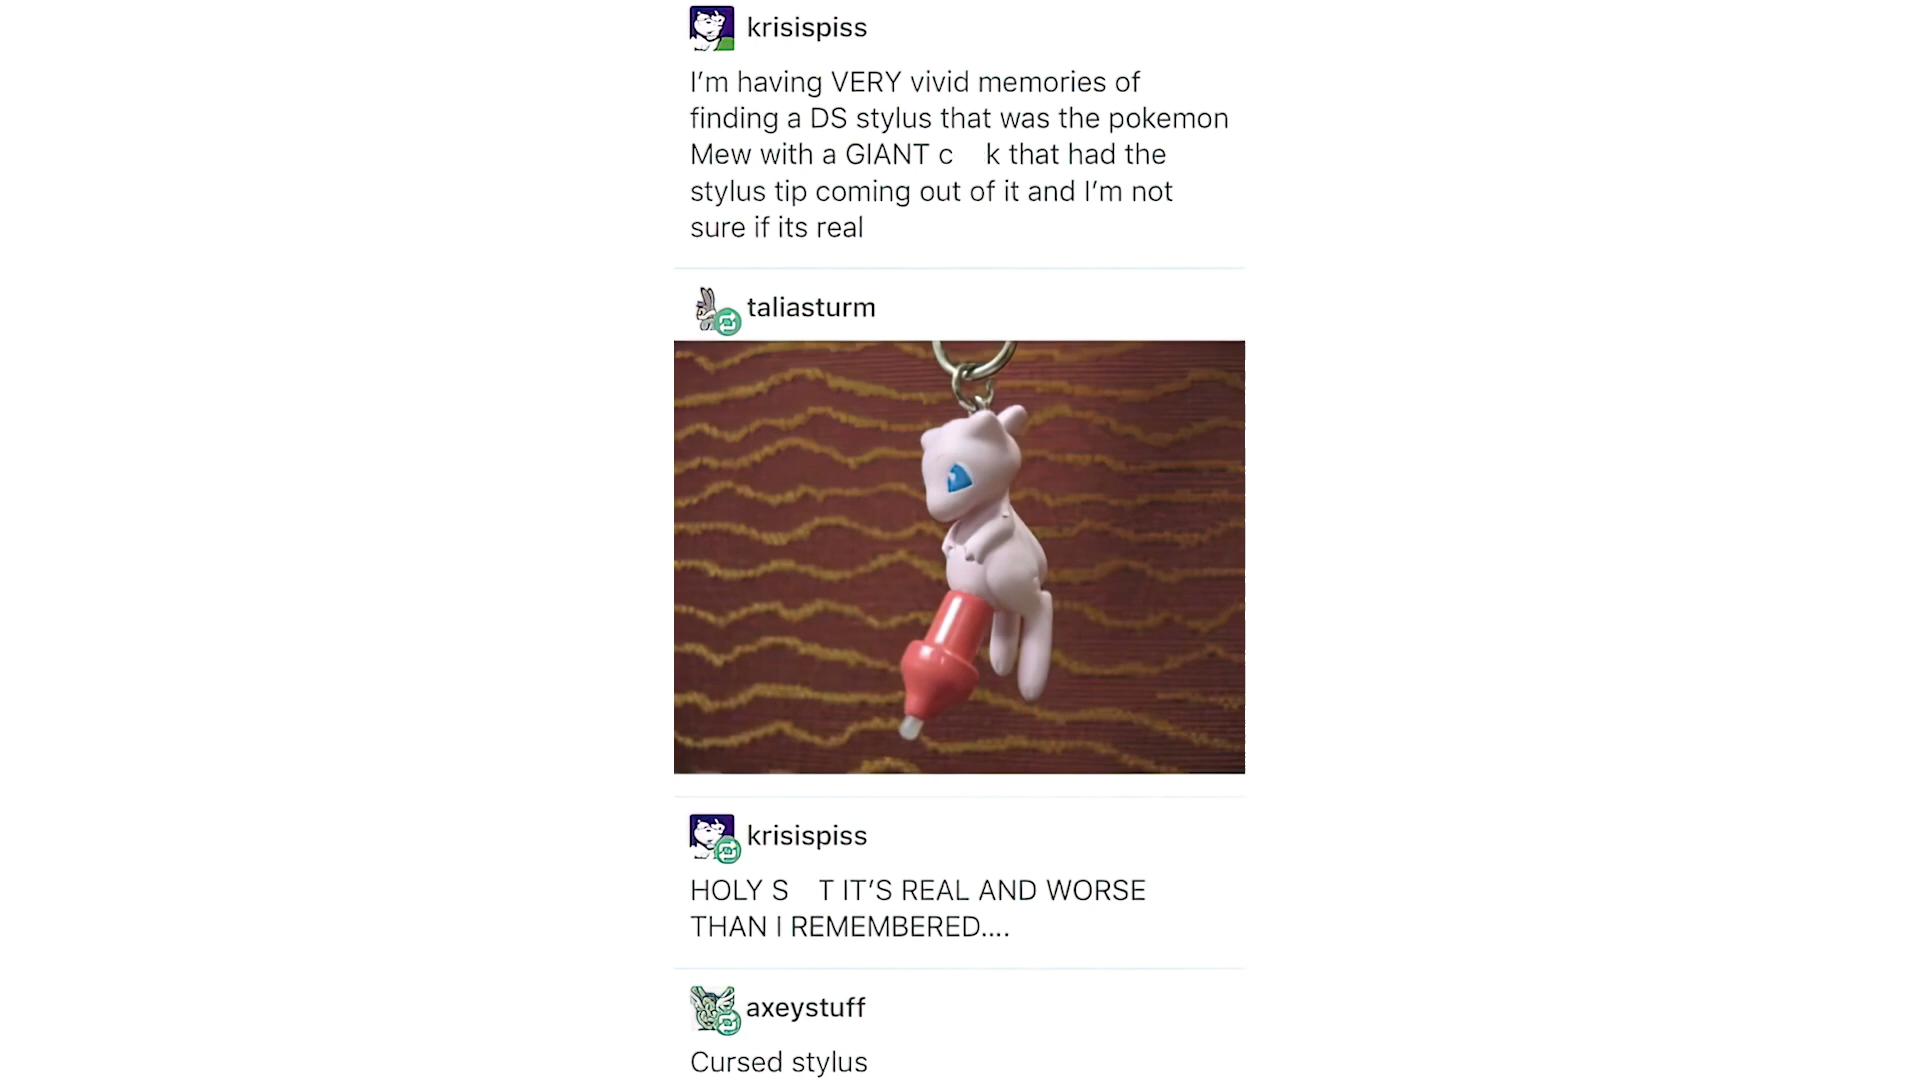 krisispiss
I'm having VERY vivid memories of
finding a DS stylus that was the pokemon
Mew with a GIANT c k that had the
stylus tip coming out of it and I'm not
sure if its real
taliasturm
krisispiss
HOLY S T IT'S REAL AND WORSE
THAN I REMEMBERED....
axeystuff
Cursed stylus